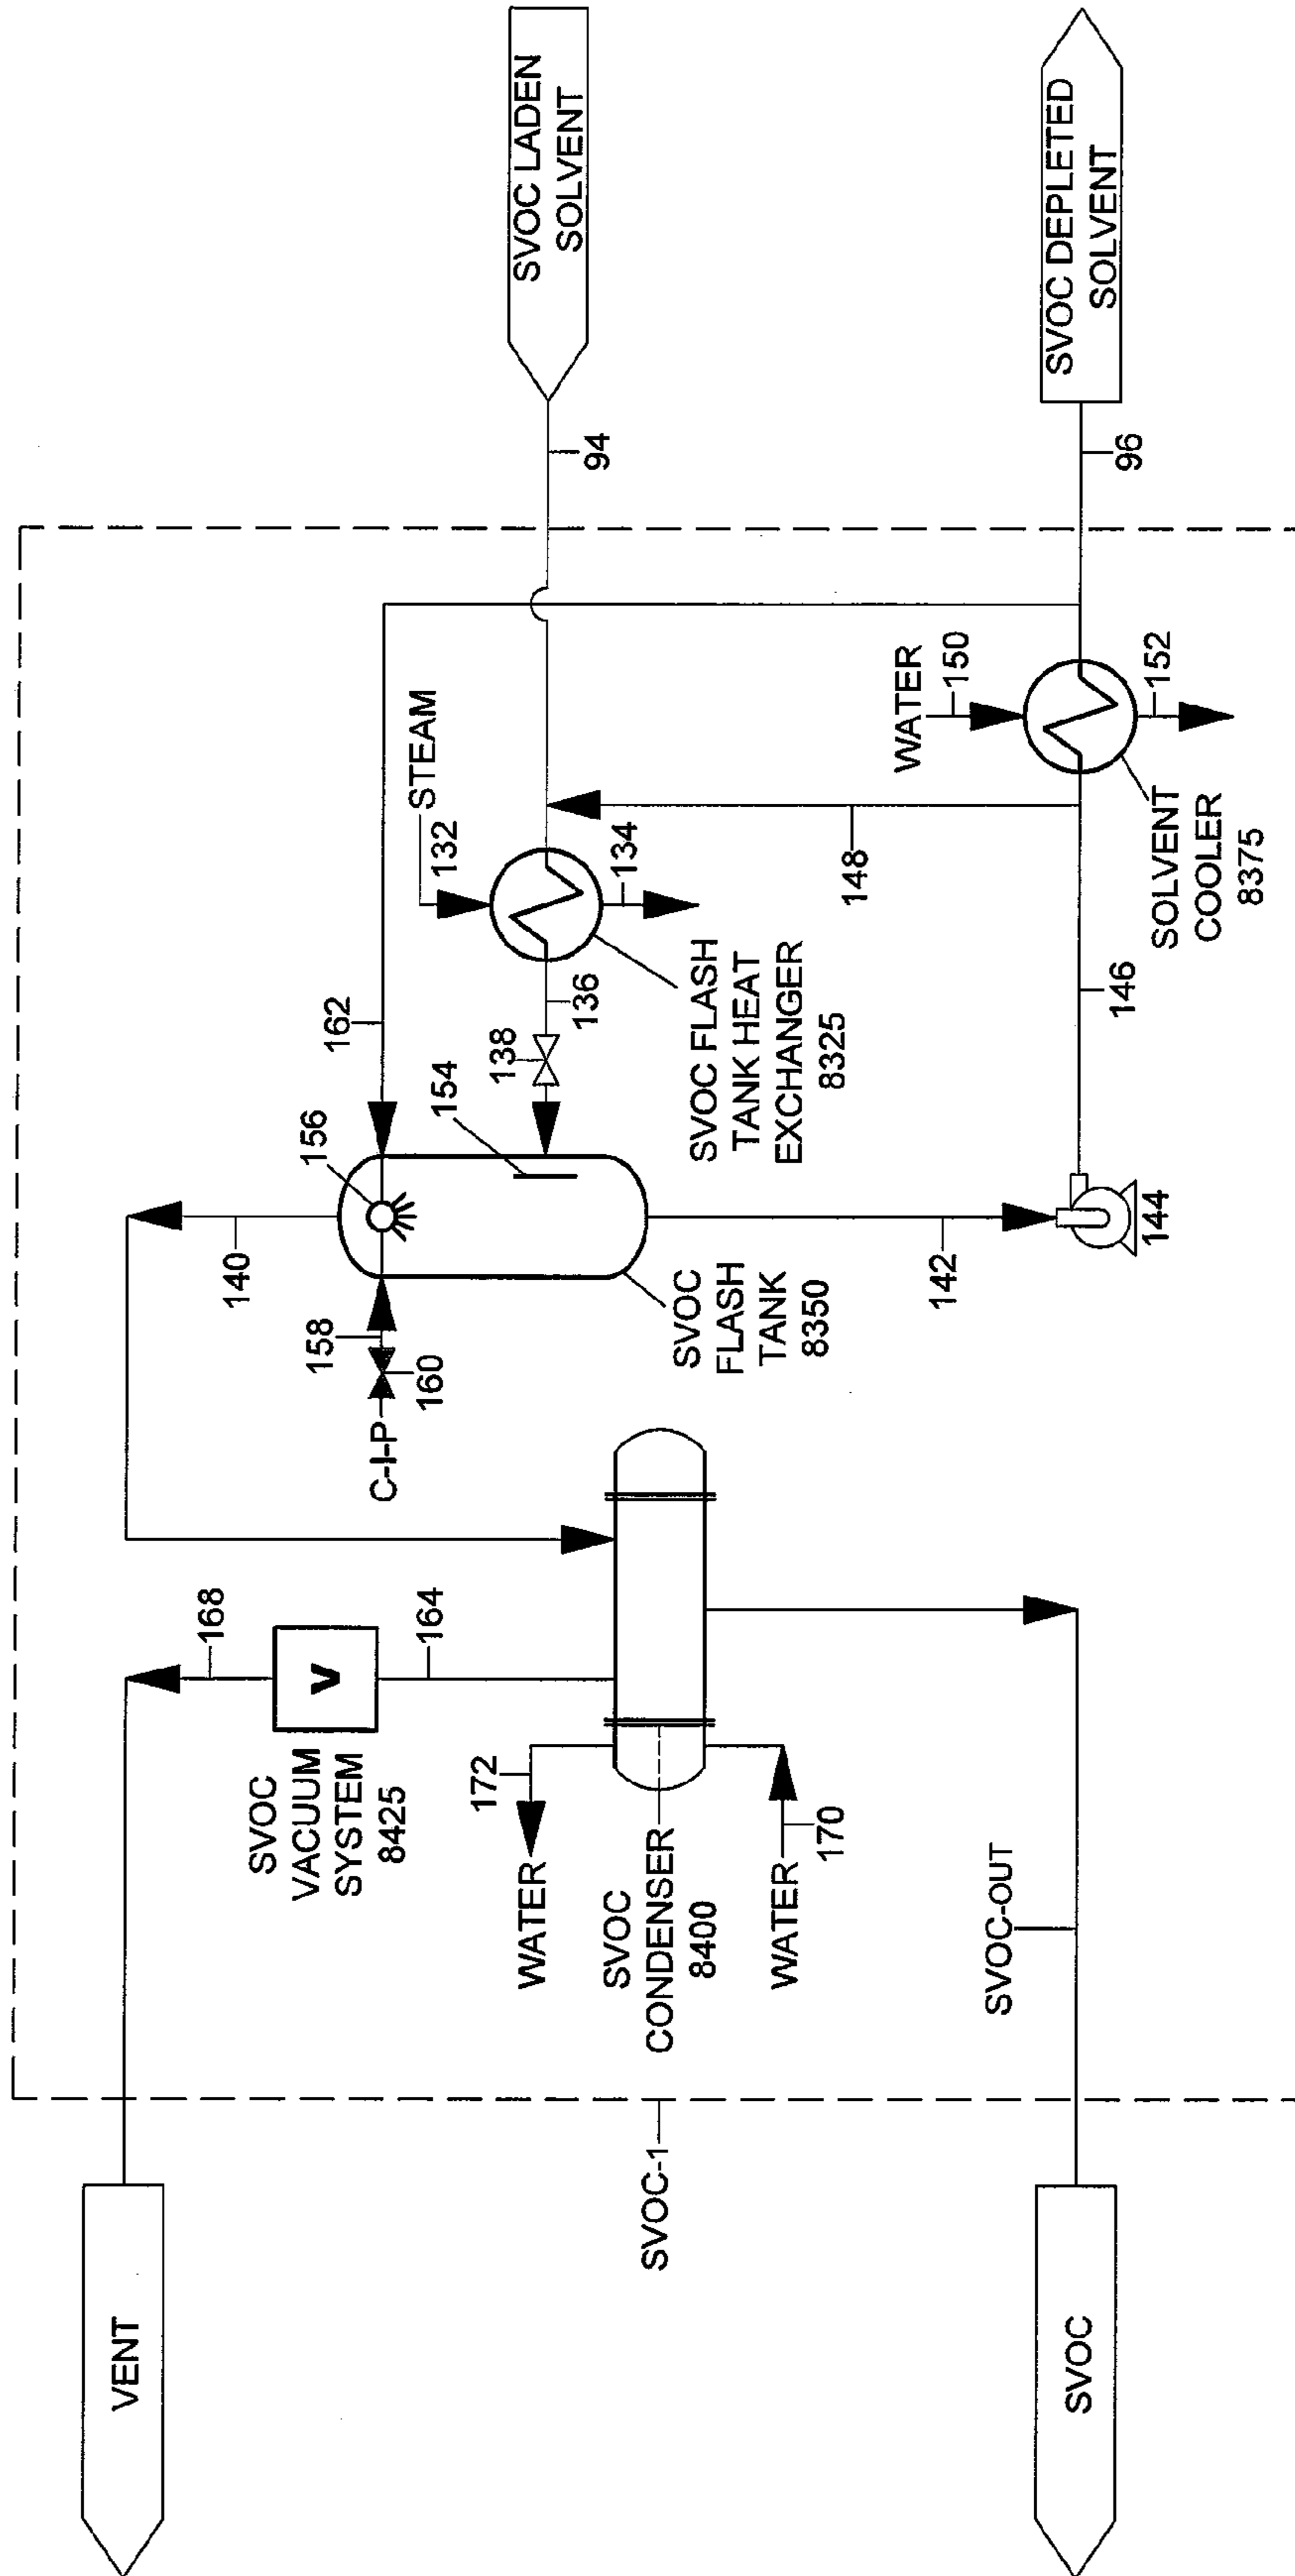 VENT
168
SVOC
VACUUM
SYSTEM
8425
V
164
172
WATER
SVOC
CONDENSER
8400
WATER
170
SVOC-1
SVOC-OUT
SVOC
140
156
162
158
160
C-I-P
154
138
136
STEAM
132
134
SVOC FLASH
TANK HEAT
EXCHANGER
8325
SVOC
FLASH
TANK
8350
142
144
146
148
WATER
150
152
SOLVENT
COOLER
8375
SVOC LADEN
SOLVENT
94
SVOC DEPLETED
SOLVENT
96